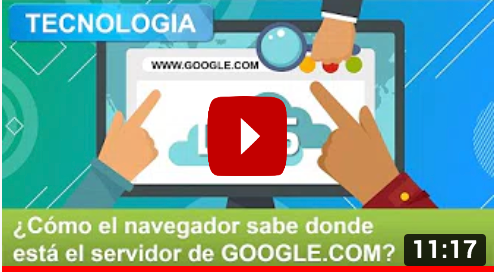 TECNOLOGIA
WWW.GOOGLE.COM
¿Cómo el navegador sabe donde
está el servidor de GOOGLE.COM?
11:17